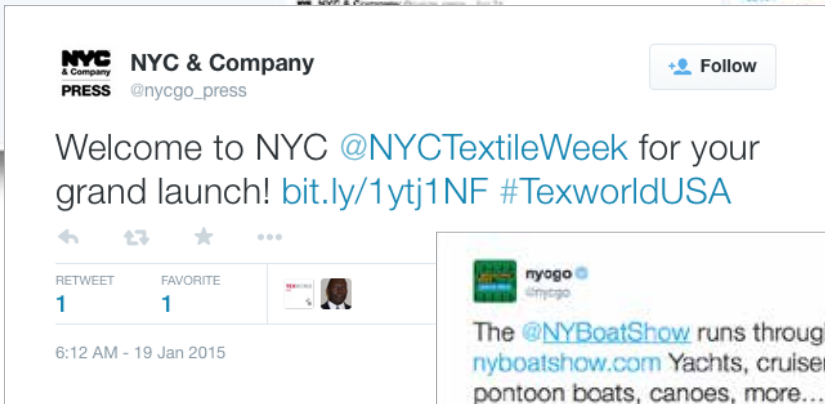 NYC & Company
NYC
& Company
PRESS
@nycgo_press
Follow
Welcome to NYC @NYCTextileWeek for your
grand launch! bit.ly/1ytj1NF #TexworldUSA
RETWEET FAVORITE
1 1
6:12 AM - 19 Jan 2015
nycgo
@nycgo
The @NYBoatShow runs throug
nyboatshow.com Yachts, cruiser
pontoon boats, canoes, more...